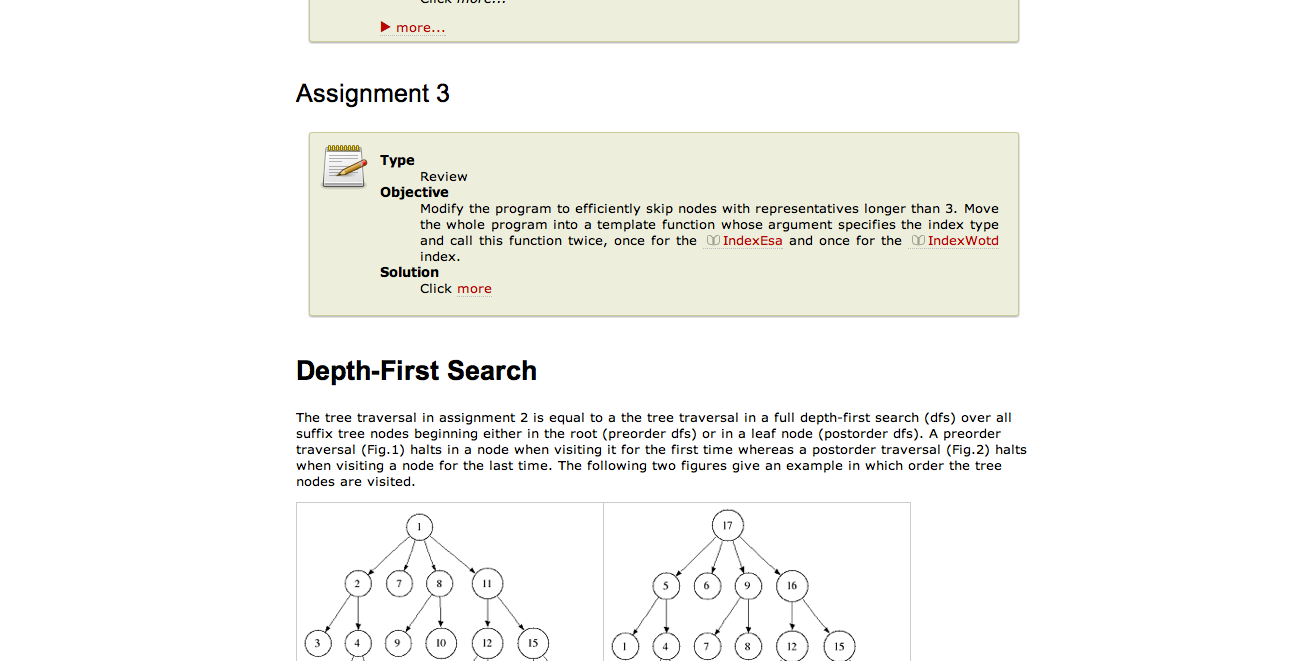 Click more...
more...
Assignment 3
Type
Review
Objective
Modify the program to efficiently skip nodes with representatives longer than 3. Move
the whole program into a template function whose argument specifies the index type
and call this function twice, once for the IndexEsa and once for the IndexWotd
index.
Solution
Click more
Depth-First Search
The tree traversal in assignment 2 is equal to a the tree traversal in a full depth-first search (dfs) over all
suffix tree nodes beginning either in the root (preorder dfs) or in a leaf node (postorder dfs). A preorder
traversal (Fig.1) halts in a node when visiting it for the first time whereas a postorder traversal (Fig.2) halts
when visiting a node for the last time. The following two figures give an example in which order the tree
nodes are visited.
1
2 7 8 11
3 4 9 10 12 15
17
5 6 9 16
1 4 7 8 12 15